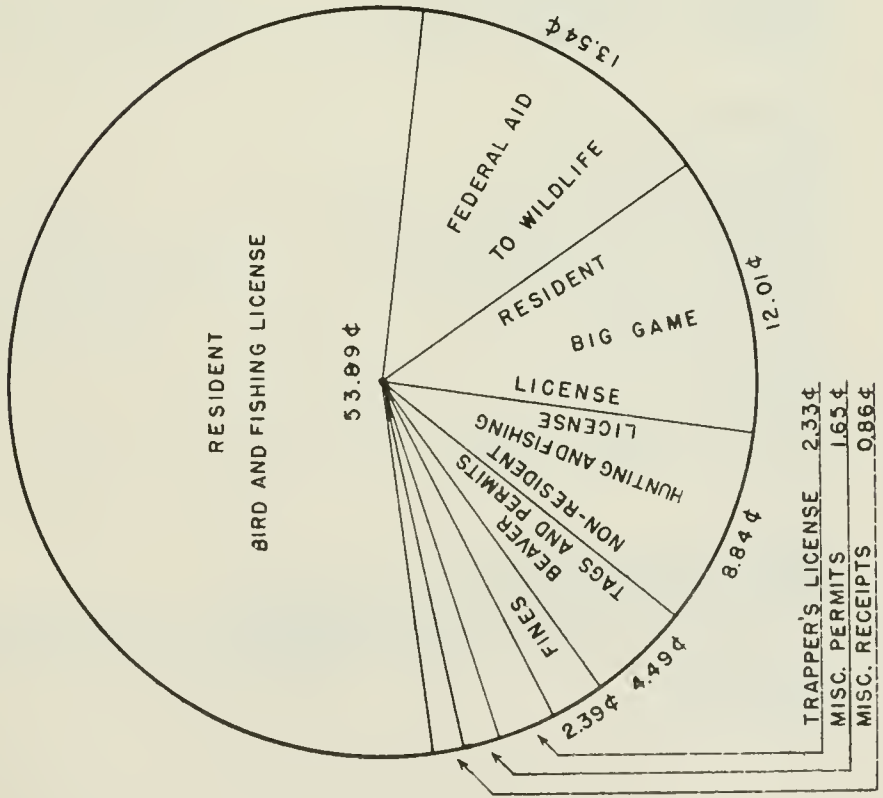 RESIDENT
BIRD AND FISHING LICENSE
53.89¢
FEDERAL AID
TO WILDLIFE
13.54¢
RESIDENT
BIG GAME
LICENSE
12.01¢
NON-RESIDENT
HUNTING AND FISHING
LICENSE
8.84¢
BEAVER
TAGS AND PERMITS
4.49¢
FINES
2.39¢
TRAPPER'S LICENSE 2.33¢
MISC. PERMITS 1.65¢
MISC. RECEIPTS 0.86¢